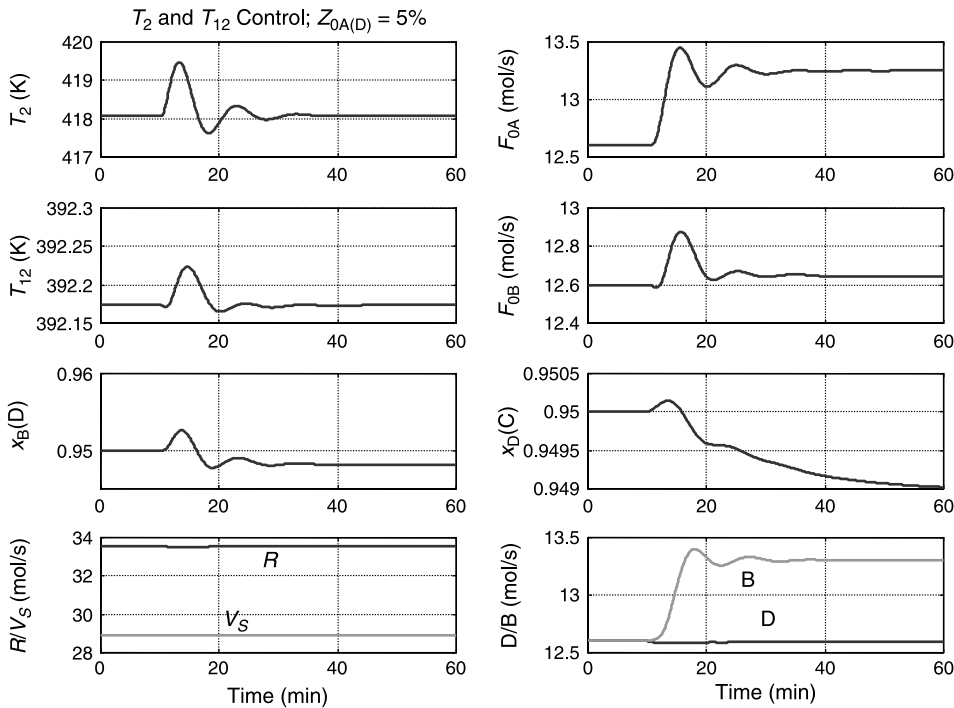 T2 and T12 Control; Z0A(D) = 5%
420
419
418
417
T2 (K)
0 20 40 60
13.5
13
12.5
F0A (mol/s)
0 20 40 60
392.3
392.25
392.2
392.15
T12 (K)
0 20 40 60
13
12.8
12.6
12.4
F0B (mol/s)
0 20 40 60
0.96
0.95
xB(D)
0 20 40 60
0.9505
0.95
0.9495
0.949
xD(C)
0 20 40 60
34
32
30
28
R/VS (mol/s)
R
VS
0 20 40 60
Time (min)
13.5
13
12.5
D/B (mol/s)
B
D
0 20 40 60
Time (min)